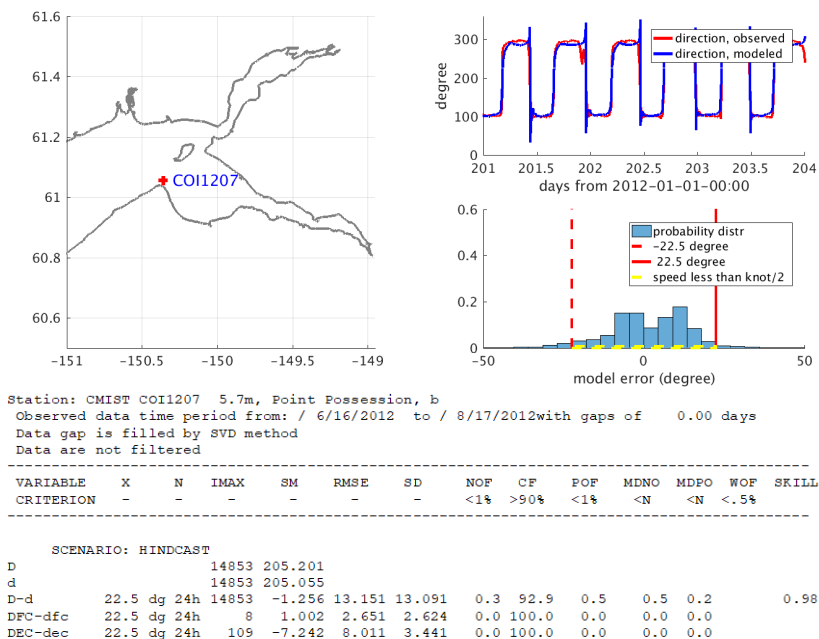 61.6
61.4
61.2
61
60.8
60.6
-151 -150.5 -150 -149.5 -149
COI1207
300
200
100
0
degree
direction, observed
direction, modeled
201 201.5 202 202.5 203 203.5 204
days from 2012-01-01-00:00
0.6
0.4
0.2
0
probability distr
-22.5 degree
22.5 degree
speed less than knot/2
-50 0 50
model error (degree)
Station: CMIST COI1207 5.7m, Point Possession, b
Observed data time period from: / 6/16/2012 to / 8/17/2012with gaps of 0.00 days
Data gap is filled by SVD method
Data are not filtered
VARIABLE X N IMAX SM RMSE SD NOF CF POF MDNO MDPO WOF SKILL
CRITERION - - - - - - <1% >90% <1% <N <N <.5%
SCENARIO: HINDCAST
D 14853 205.201
d 14853 205.055
D-d 22.5 dg 24h 14853 -1.256 13.151 13.091 0.3 92.9 0.5 0.5 0.2 0.98
DFC-dfc 22.5 dg 24h 8 1.002 2.651 2.624 0.0 100.0 0.0 0.0 0.0
DEC-dec 22.5 dg 24h 109 -7.242 8.011 3.441 0.0 100.0 0.0 0.0 0.0